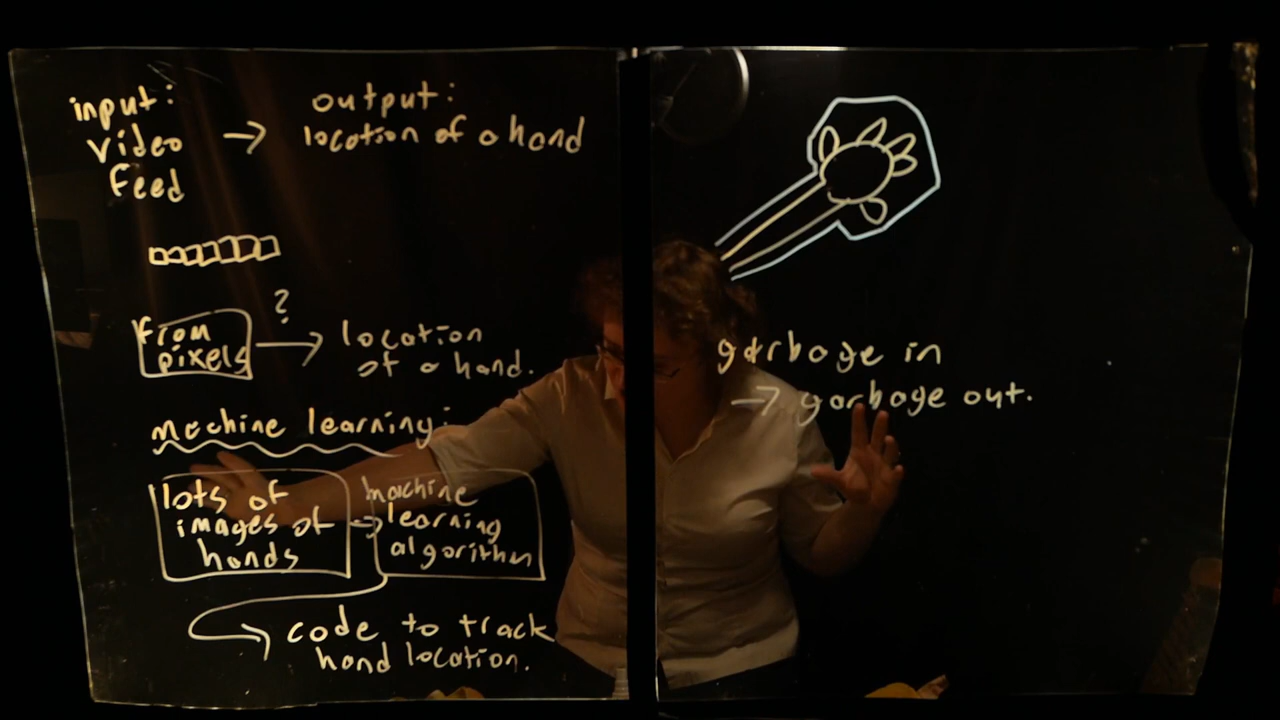 input:
video
feed
→
output:
location of a hand
from
pixels
?
→
location
of a hand.
machine learning:
lots of
images of
hands
→
machine
learning
algorithm
code to track
hand location.
garbage in
→ garbage out.